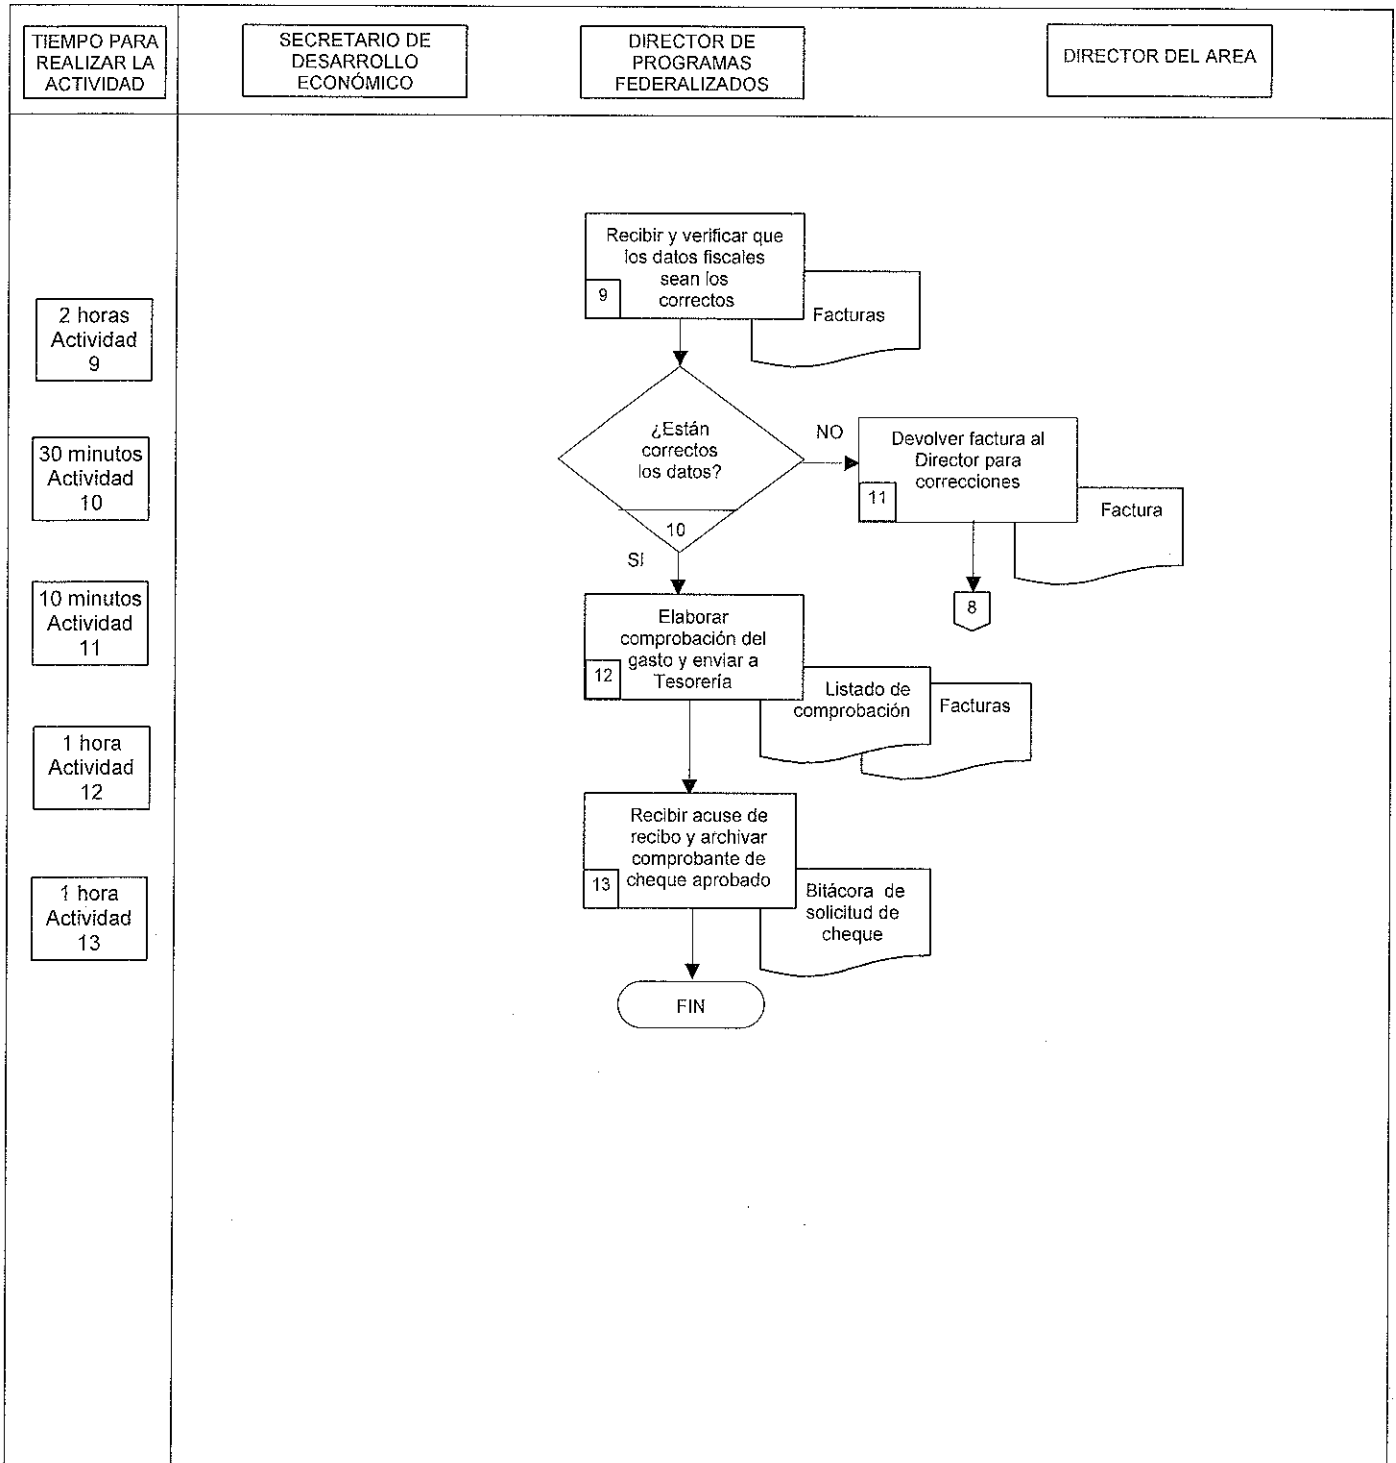 TIEMPO PARA
REALIZAR LA
ACTIVIDAD
SECRETARIO DE
DESARROLLO
ECONÓMICO
DIRECTOR DE
PROGRAMAS
FEDERALIZADOS
DIRECTOR DEL AREA
2 horas
Actividad
9
30 minutos
Actividad
10
10 minutos
Actividad
11
1 hora
Actividad
12
1 hora
Actividad
13
Recibir y verificar que
los datos fiscales
sean los
correctos
9
Facturas
¿Están
correctos
los datos?
10
NO
Devolver factura al
Director para
correcciones
11
Factura
8
SI
Elaborar
comprobación del
gasto y enviar a
Tesorería
12
Listado de
comprobación
Facturas
Recibir acuse de
recibo y archivar
comprobante de
cheque aprobado
13
Bitácora de
solicitud de
cheque
FIN